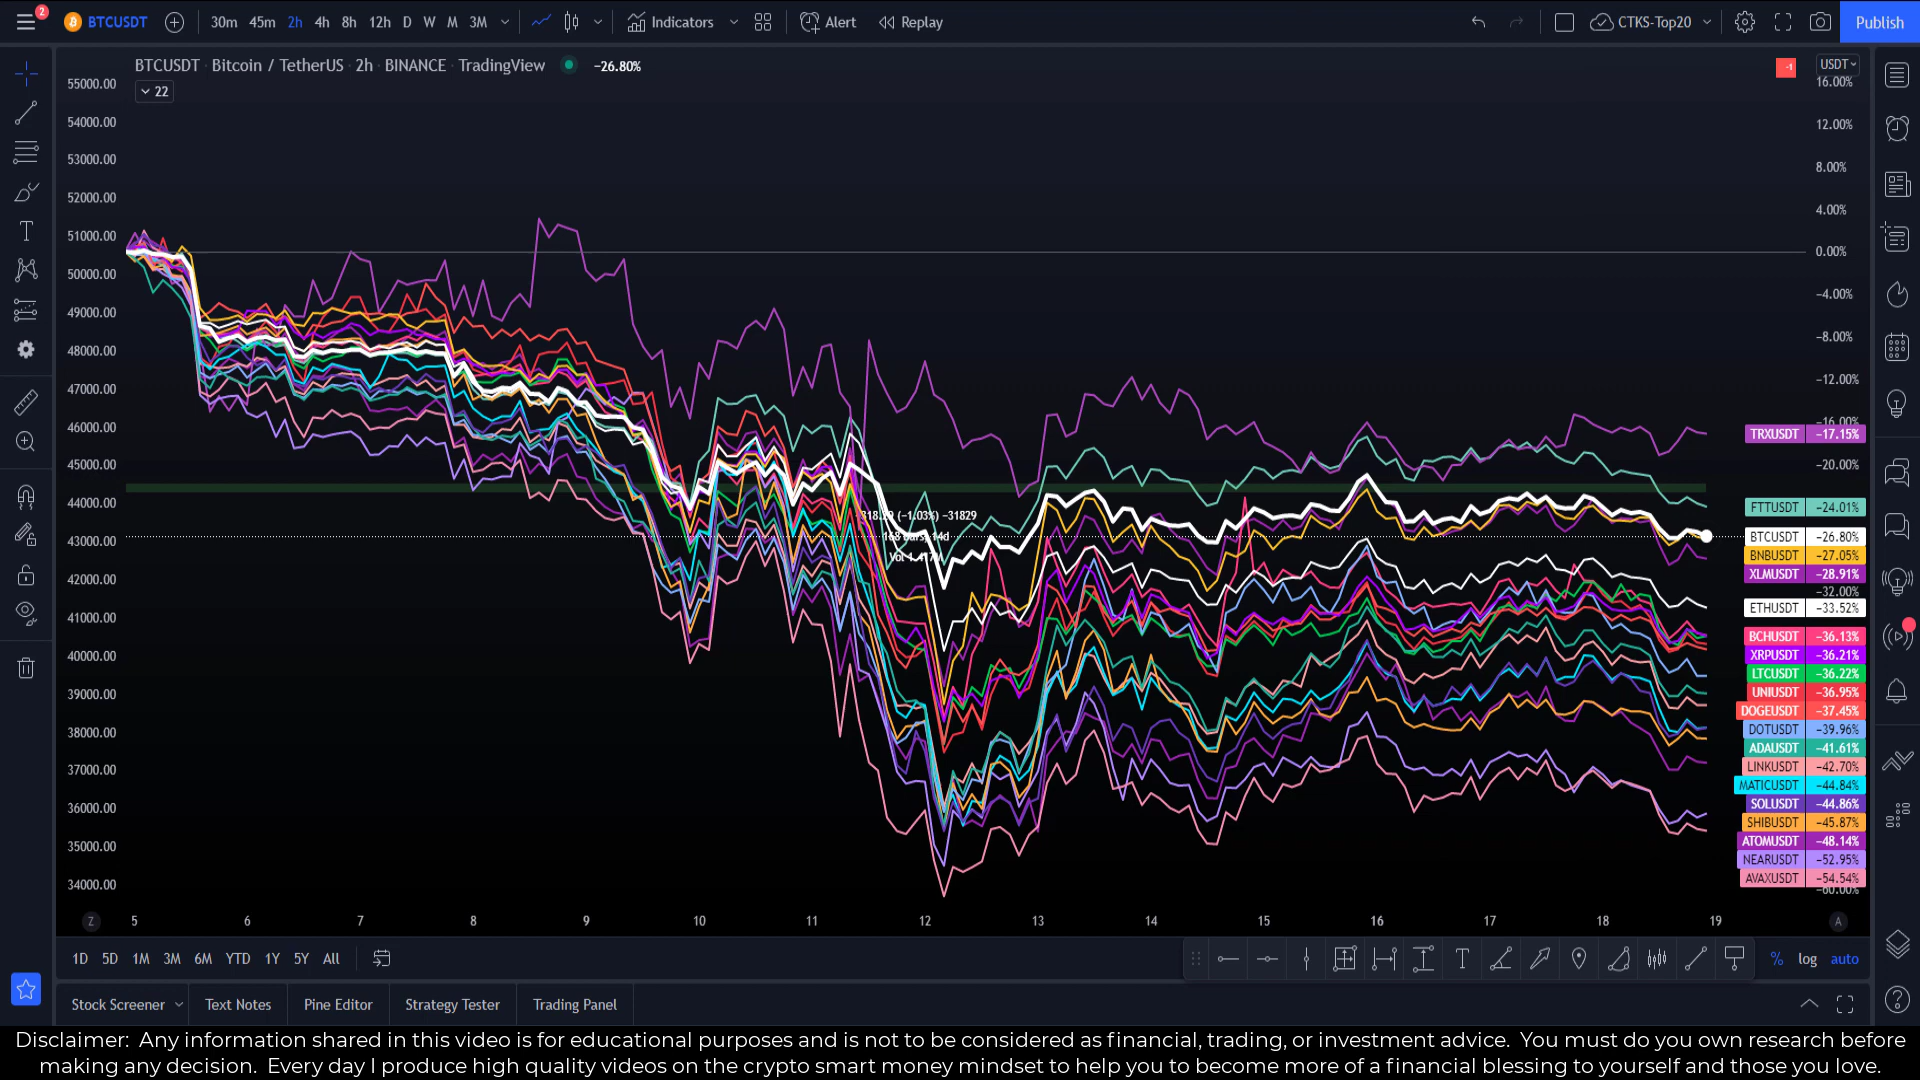 2
BTCUSDT 30m 45m 2h 4h 8h 12h D W M 3M Indicators Alert Replay CTKS-Top20 Publish
BTCUSDT Bitcoin / TetherUS 2h BINANCE TradingView −26.80%
-1
USDT
22
55000.00
54000.00
53000.00
52000.00
51000.00
50000.00
49000.00
48000.00
47000.00
46000.00
45000.00
44000.00
43000.00
42000.00
41000.00
40000.00
39000.00
38000.00
37000.00
36000.00
35000.00
34000.00
16.00%
12.00%
8.00%
4.00%
0.00%
−4.00%
−8.00%
−12.00%
−16.00%
TRXUSDT −17.15%
−20.00%
FTTUSDT −24.01%
BTCUSDT −26.80%
BNBUSDT −27.05%
XLMUSDT −28.91%
−32.00%
ETHUSDT −33.52%
BCHUSDT −36.13%
XRPUSDT −36.21%
LTCUSDT −36.22%
UNIUSDT −36.95%
DOGEUSDT −37.45%
DOTUSDT −39.96%
ADAUSDT −41.61%
LINKUSDT −42.70%
MATICUSDT −44.84%
SOLUSDT −44.86%
SHIBUSDT −45.87%
ATOMUSDT −48.14%
NEARUSDT −52.95%
AVAXUSDT −54.54%
−60.00%
(−1.03%) −31829
14d
Vol
Z 5 6 7 8 9 10 11 12 13 14 15 16 17 18 19 A
1D 5D 1M 3M 6M YTD 1Y 5Y All % log auto
Stock Screener Text Notes Pine Editor Strategy Tester Trading Panel
Disclaimer: Any information shared in this video is for educational purposes and is not to be considered as financial, trading, or investment advice. You must do you own research before
making any decision. Every day I produce high quality videos on the crypto smart money mindset to help you to become more of a financial blessing to yourself and those you love.